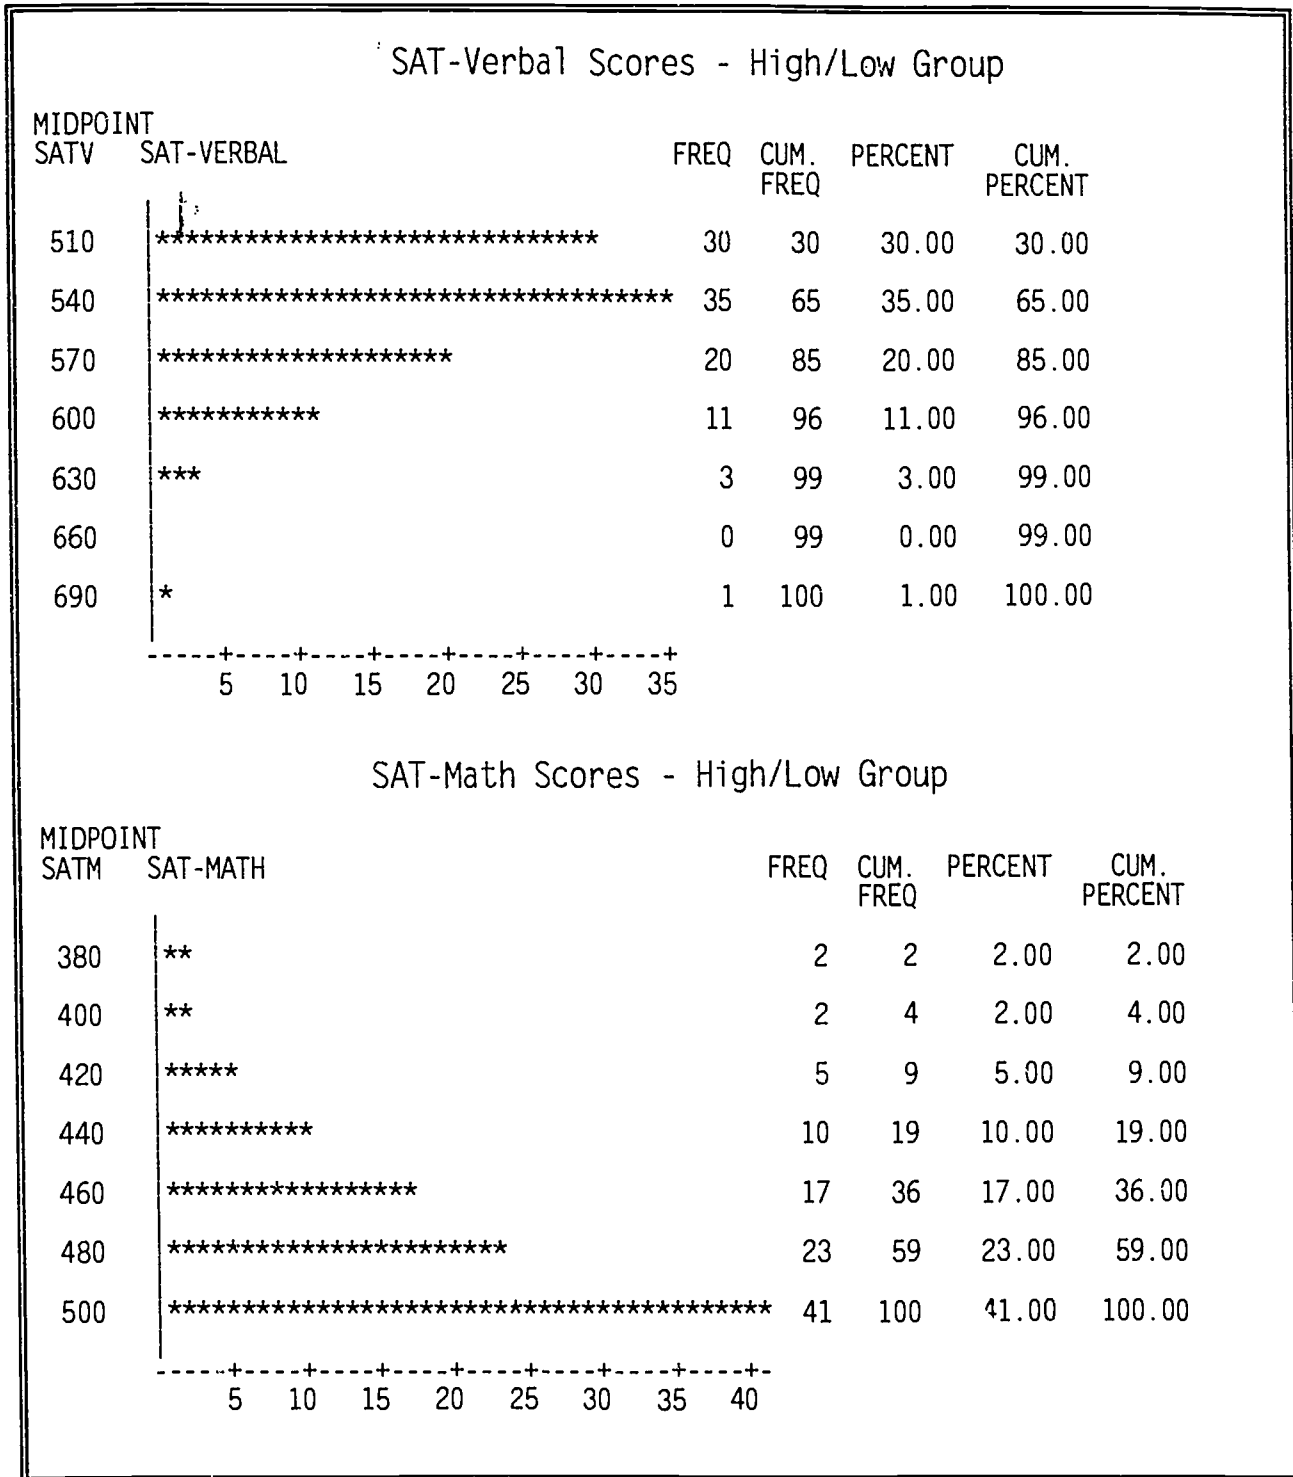 SAT-Verbal Scores - High/Low Group
MIDPOINT
SATV SAT-VERBAL FREQ CUM. PERCENT CUM.
FREQ PERCENT
510 ****************************** 30 30 30.00 30.00
540 *********************************** 35 65 35.00 65.00
570 ******************** 20 85 20.00 85.00
600 *********** 11 96 11.00 96.00
630 *** 3 99 3.00 99.00
660 0 99 0.00 99.00
690 * 1 100 1.00 100.00
-----+----+----+----+----+----+----+
5 10 15 20 25 30 35
SAT-Math Scores - High/Low Group
MIDPOINT
SATM SAT-MATH FREQ CUM. PERCENT CUM.
FREQ PERCENT
380 ** 2 2 2.00 2.00
400 ** 2 4 2.00 4.00
420 ***** 5 9 5.00 9.00
440 ********** 10 19 10.00 19.00
460 ***************** 17 36 17.00 36.00
480 *********************** 23 59 23.00 59.00
500 ***************************************** 41 100 41.00 100.00
-----+----+----+----+----+----+----+----+-
5 10 15 20 25 30 35 40